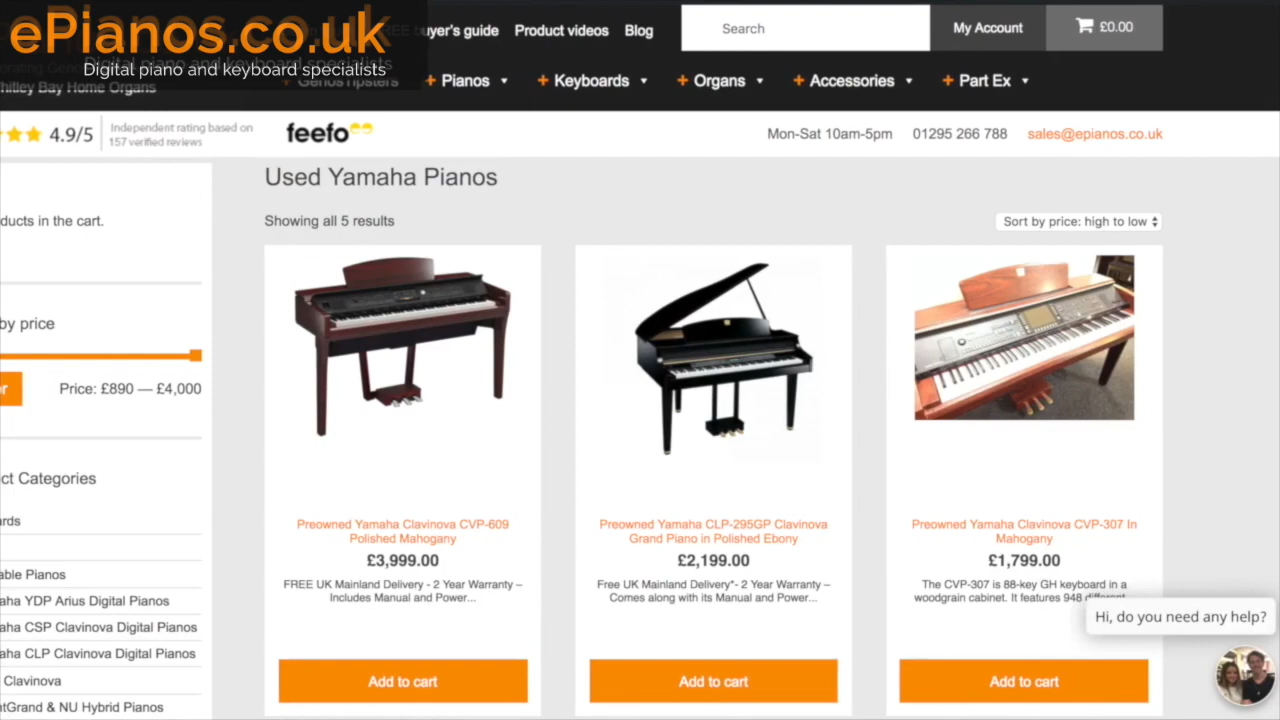 ePianos.co.uk
Digital piano and keyboard specialists
uyer's guide
Product videos
Blog
Search
My Account
£0.00
+ Pianos
+ Keyboards
+ Organs
+ Accessories
+ Part Ex
hitley Bay Home Organs
4.9/5
Independent rating based on
157 verified reviews
feefo
Mon-Sat 10am-5pm
01295 266 788
sales@epianos.co.uk
Used Yamaha Pianos
Showing all 5 results
Sort by price: high to low
ducts in the cart.
by price
Price: £890 — £4,000
ct Categories
ards
able Pianos
aha YDP Arius Digital Pianos
aha CSP Clavinova Digital Pianos
aha CLP Clavinova Digital Pianos
Clavinova
ntGrand & NU Hybrid Pianos
Preowned Yamaha Clavinova CVP-609
Polished Mahogany
£3,999.00
FREE UK Mainland Delivery - 2 Year Warranty –
Includes Manual and Power...
Add to cart
Preowned Yamaha CLP-295GP Clavinova
Grand Piano in Polished Ebony
£2,199.00
Free UK Mainland Delivery*- 2 Year Warranty –
Comes along with its Manual and Power...
Add to cart
Preowned Yamaha Clavinova CVP-307 In
Mahogany
£1,799.00
The CVP-307 is 88-key GH keyboard in a
woodgrain cabinet. It features 948 different...
Add to cart
Hi, do you need any help?